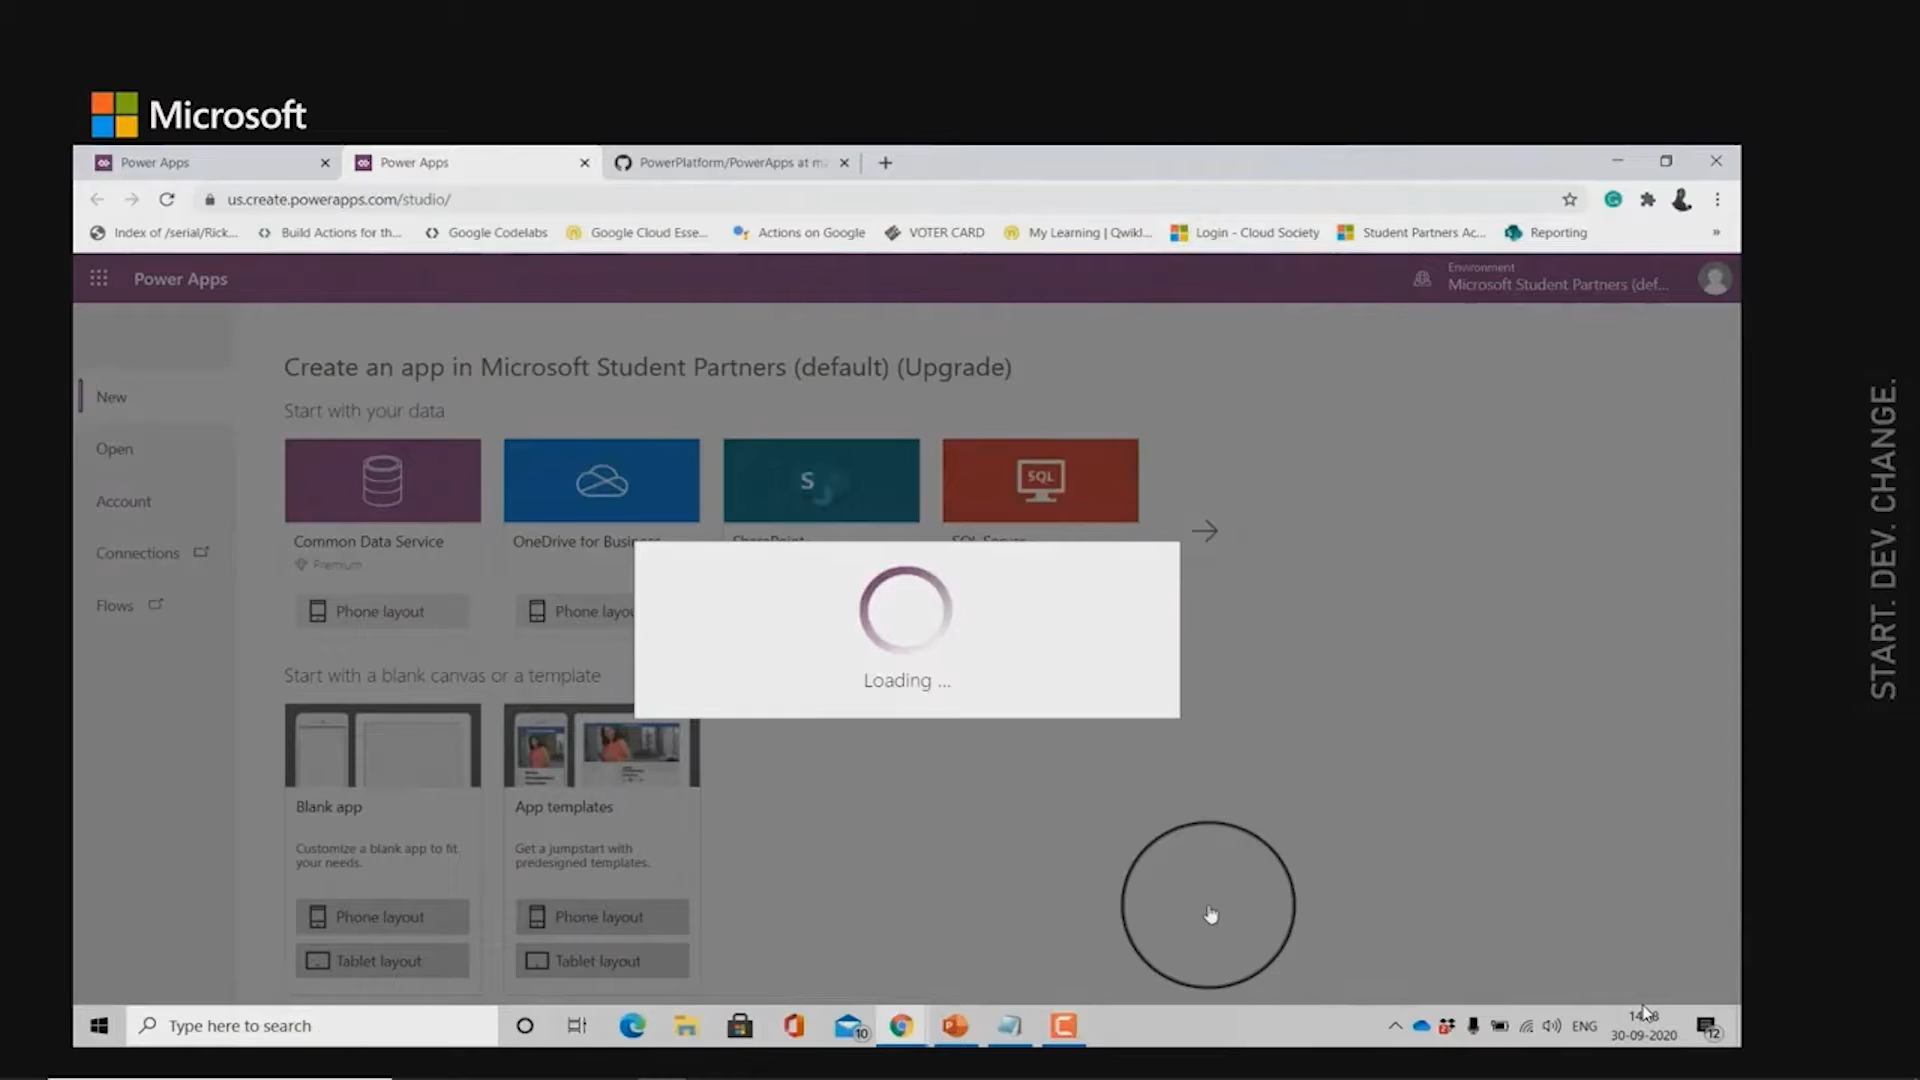 Microsoft
Power Apps
Power Apps
PowerPlatform/PowerApps at m
us.create.powerapps.com/studio/
Index of /serial/Rick...
Build Actions for th...
Google Codelabs
Google Cloud Esse...
Actions on Google
VOTER CARD
My Learning | Qwikl...
Login - Cloud Society
Student Partners Ac...
Reporting
»
Power Apps
Environment
Microsoft Student Partners (def...
Create an app in Microsoft Student Partners (default) (Upgrade)
New
Start with your data
Open
Account
S
SQL
Connections
Common Data Service
OneDrive for
SharePoint
SQL Server
Premium
Flows
Phone layout
Phone
Loading ...
Start with a blank canvas or a template
Blank app
App templates
Customize a blank app to fit
your needs.
Get a jumpstart with
predesigned templates.
Phone layout
Phone layout
Tablet layout
Tablet layout
START. DEV. CHANGE.
Type here to search
10
ENG
30-09-2020
12